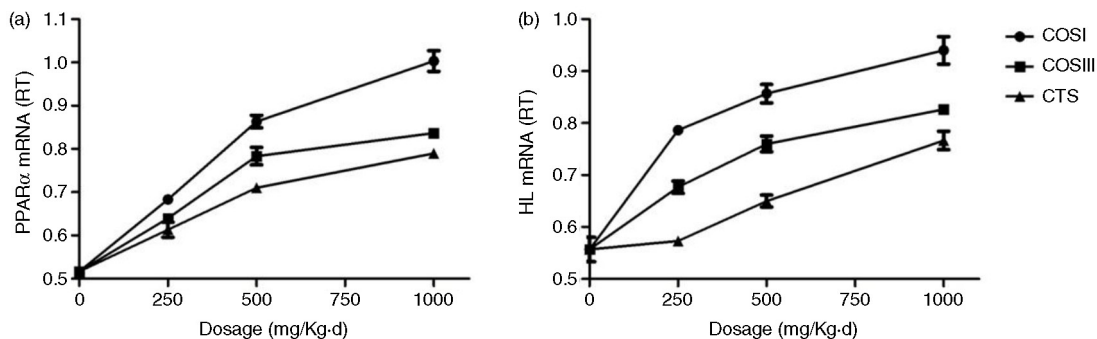 (a)
PPARα mRNA (RT)
1.1
1.0
0.9
0.8
0.7
0.6
0.5
0 250 500 750 1000
Dosage (mg/Kg·d)
(b)
HL mRNA (RT)
1.0
0.9
0.8
0.7
0.6
0.5
0 250 500 750 1000
Dosage (mg/Kg·d)
COSI
COSIII
CTS